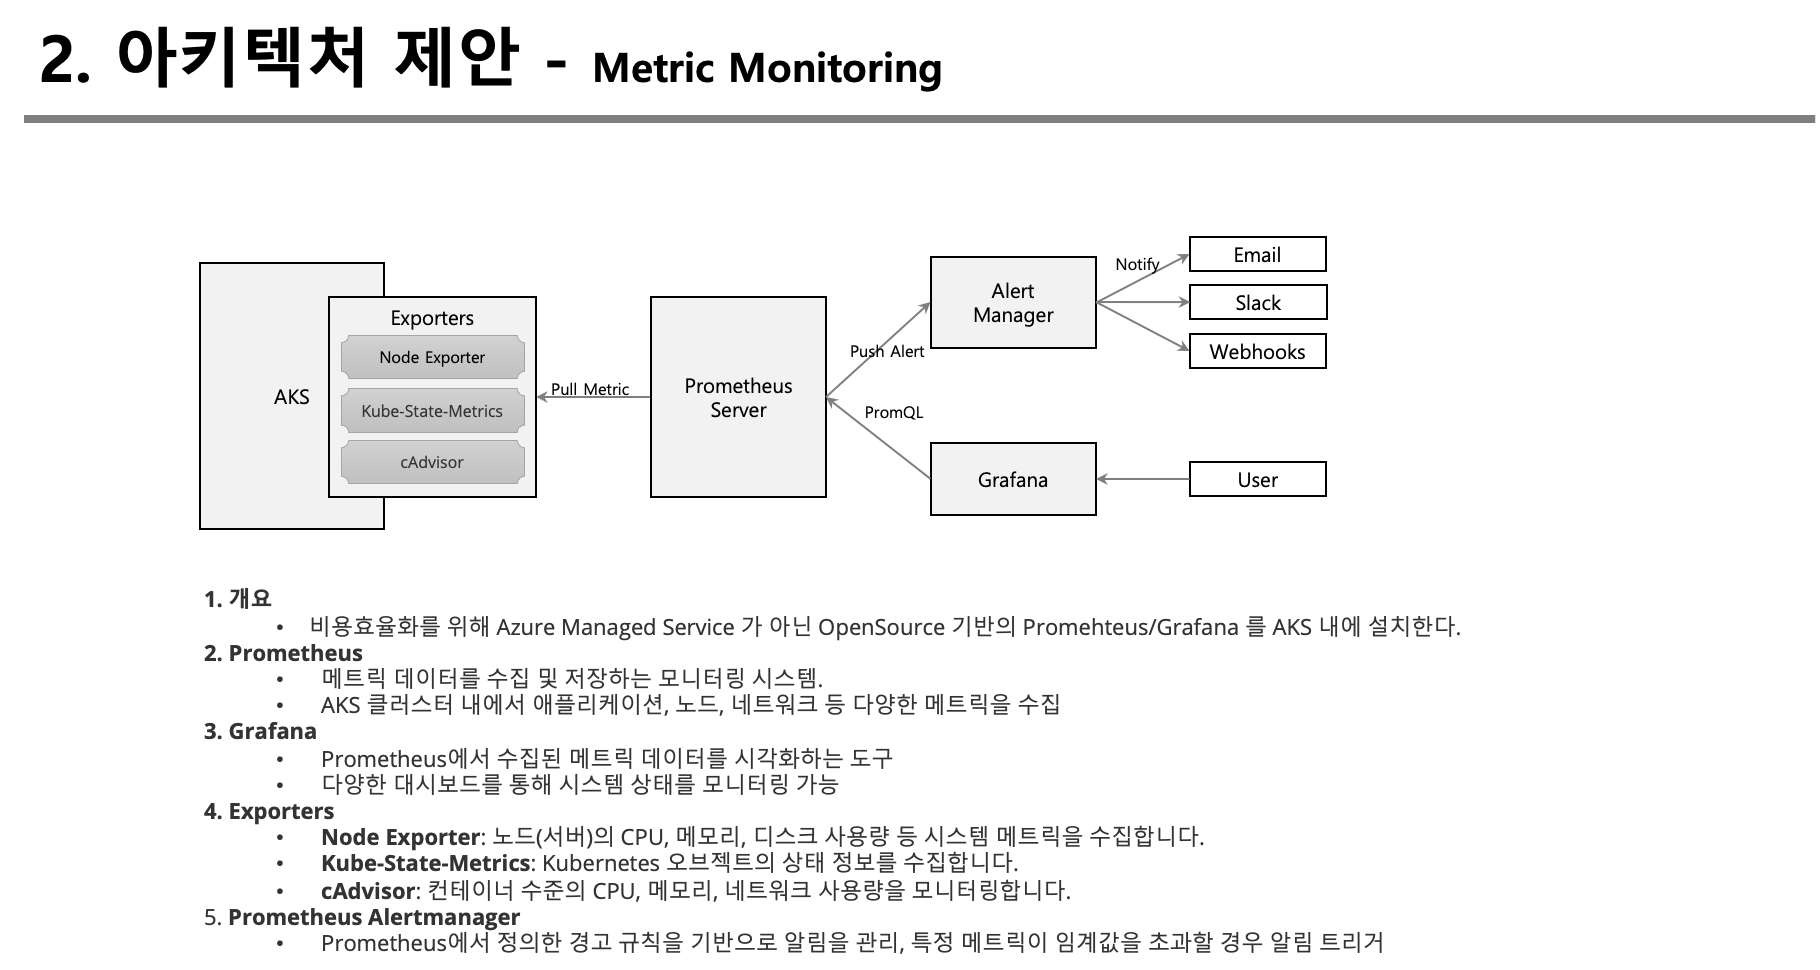 2. 아키텍처 제안 - Metric Monitoring
AKS
Exporters
Node Exporter
Kube-State-Metrics
cAdvisor
Pull Metric
Prometheus
Server
Push Alert
PromQL
Alert
Manager
Grafana
Notify
Email
Slack
Webhooks
User
1. 개요
• 비용효율화를 위해 Azure Managed Service 가 아닌 OpenSource 기반의 Promehteus/Grafana 를 AKS 내에 설치한다.
2. Prometheus
• 메트릭 데이터를 수집 및 저장하는 모니터링 시스템.
• AKS 클러스터 내에서 애플리케이션, 노드, 네트워크 등 다양한 메트릭을 수집
3. Grafana
• Prometheus에서 수집된 메트릭 데이터를 시각화하는 도구
• 다양한 대시보드를 통해 시스템 상태를 모니터링 가능
4. Exporters
• Node Exporter: 노드(서버)의 CPU, 메모리, 디스크 사용량 등 시스템 메트릭을 수집합니다.
• Kube-State-Metrics: Kubernetes 오브젝트의 상태 정보를 수집합니다.
• cAdvisor: 컨테이너 수준의 CPU, 메모리, 네트워크 사용량을 모니터링합니다.
5. Prometheus Alertmanager
• Prometheus에서 정의한 경고 규칙을 기반으로 알림을 관리, 특정 메트릭이 임계값을 초과할 경우 알림 트리거